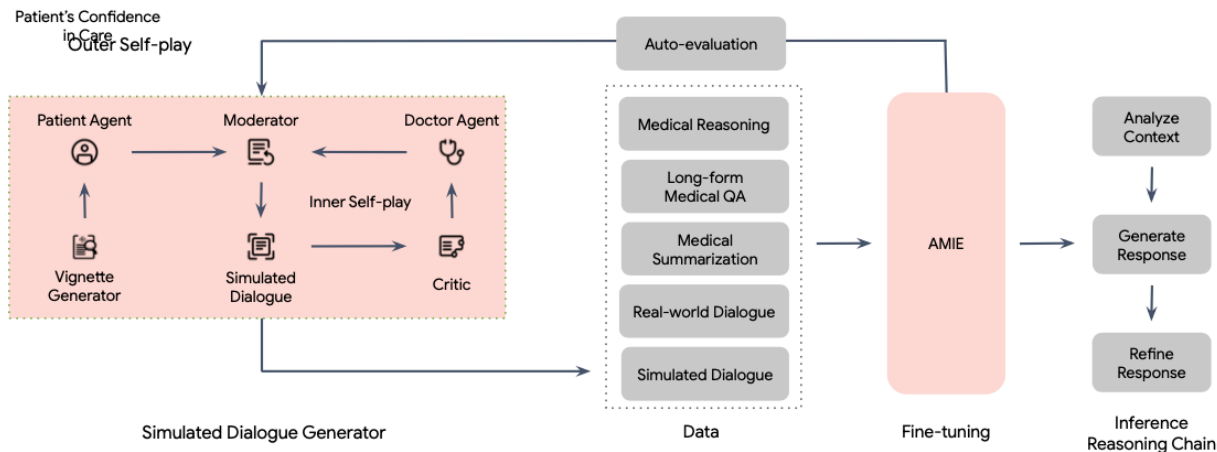 Patient's Confidence
in Care
Outer Self-play
Auto-evaluation
Patient Agent
Moderator
Doctor Agent
Inner Self-play
Vignette
Generator
Simulated
Dialogue
Critic
Simulated Dialogue Generator
Medical Reasoning
Long-form
Medical QA
Medical
Summarization
Real-world Dialogue
Simulated Dialogue
Data
AMIE
Fine-tuning
Analyze
Context
Generate
Response
Refine
Response
Inference
Reasoning Chain